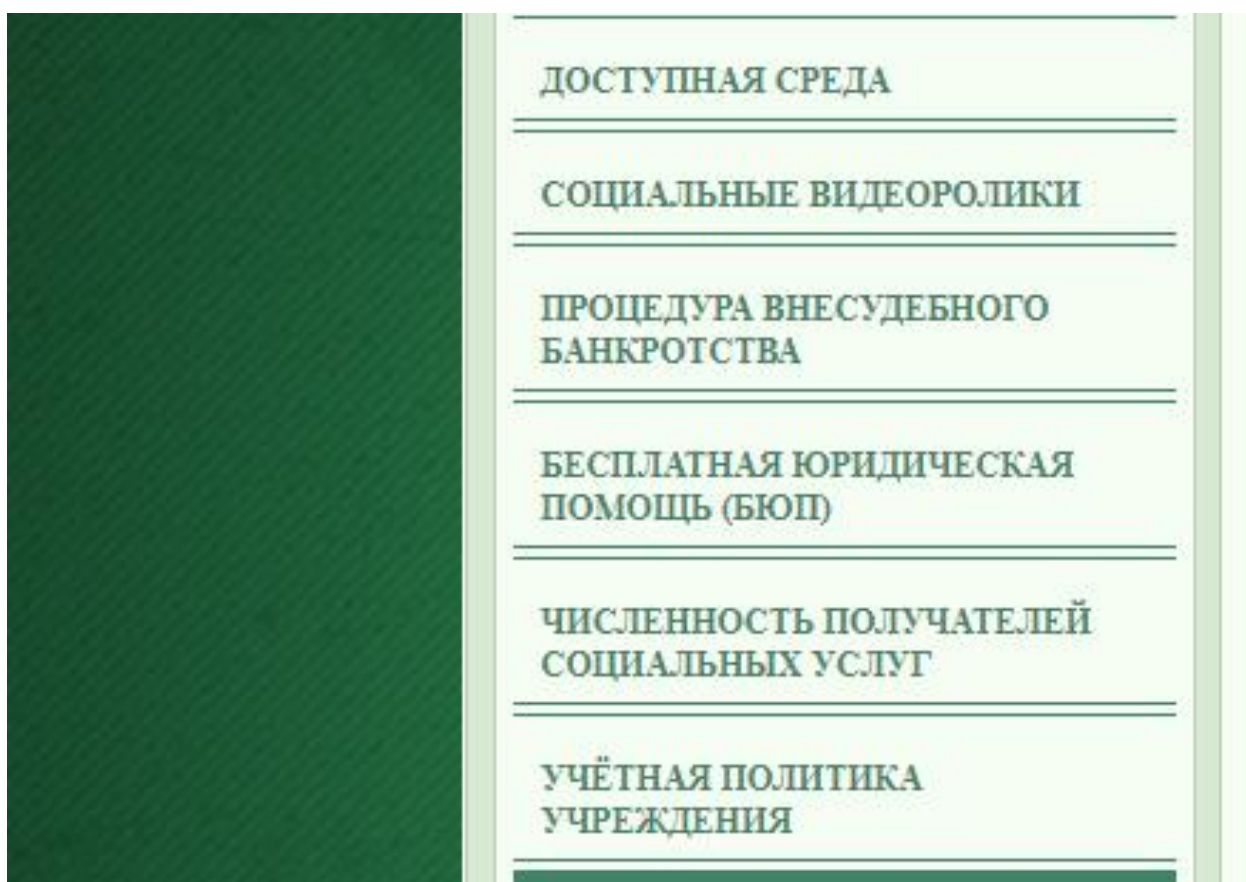 ДОСТУПНАЯ СРЕДА
СОЦИАЛЬНЫЕ ВИДЕОРОЛИКИ
ПРОЦЕДУРА ВНЕСУДЕБНОГО
БАНКРОТСТВА
БЕСПЛАТНАЯ ЮРИДИЧЕСКАЯ
ПОМОЩЬ (БЮП)
ЧИСЛЕННОСТЬ ПОЛУЧАТЕЛЕЙ
СОЦИАЛЬНЫХ УСЛУГ
УЧЁТНАЯ ПОЛИТИКА
УЧРЕЖДЕНИЯ